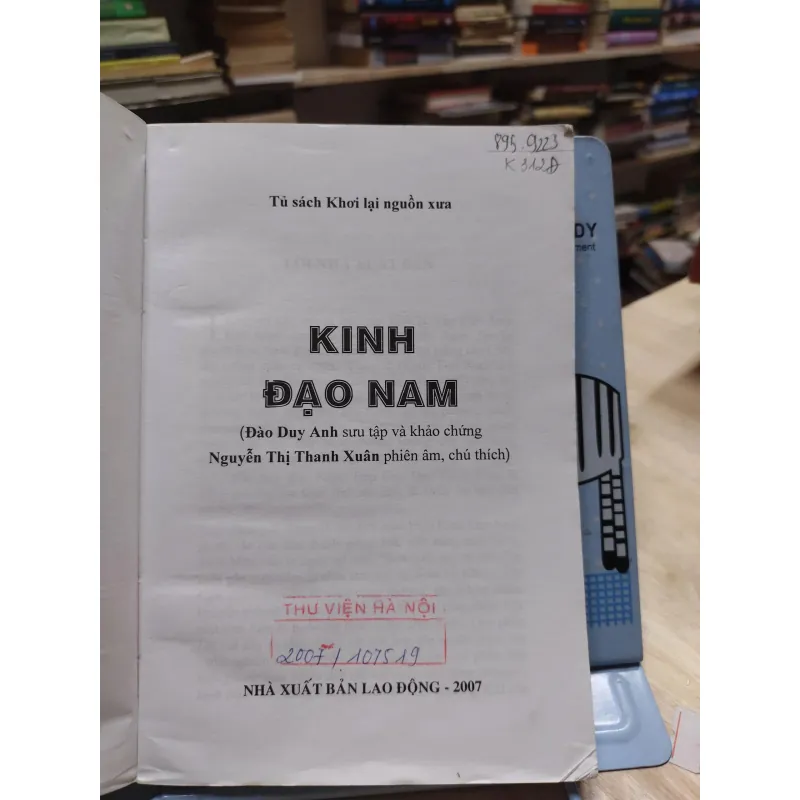 895.9223
K312Đ
Tủ sách Khơi lại nguồn xưa
KINH
ĐẠO NAM
(Đào Duy Anh sưu tập và khảo chứng
Nguyễn Thị Thanh Xuân phiên âm, chú thích)
THƯ VIỆN HÀ NỘI
2007/107519
NHÀ XUẤT BẢN LAO ĐỘNG - 2007
DY